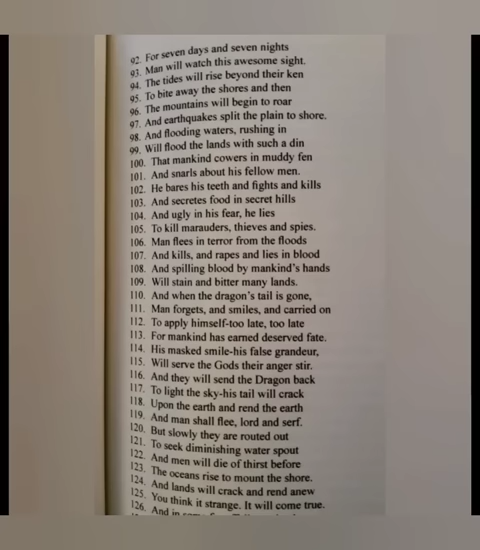 92. For seven days and seven nights
93. Man will watch this awesome sight.
94. The tides will rise beyond their ken
95. To bite away the shores and then
96. The mountains will begin to roar
97. And earthquakes split the plain to shore.
98. And flooding waters, rushing in
99. Will flood the lands with such a din
100. That mankind cowers in muddy fen
101. And snarls about his fellow men.
102. He bares his teeth and fights and kills
103. And secretes food in secret hills
104. And ugly in his fear, he lies
105. To kill marauders, thieves and spies.
106. Man flees in terror from the floods
107. And kills, and rapes and lies in blood
108. And spilling blood by mankind's hands
109. Will stain and bitter many lands.
110. And when the dragon's tail is gone,
111. Man forgets, and smiles, and carried on
112. To apply himself-too late, too late
113. For mankind has earned deserved fate.
114. His masked smile-his false grandeur,
115. Will serve the Gods their anger stir.
116. And they will send the Dragon back
117. To light the sky-his tail will crack
118. Upon the earth and rend the earth
119. And man shall flee, lord and serf.
120. But slowly they are routed out
121. To seek diminishing water spout
122. And men will die of thirst before
123. The oceans rise to mount the shore.
124. And lands will crack and rend anew
125. You think it strange. It will come true.
126. And in